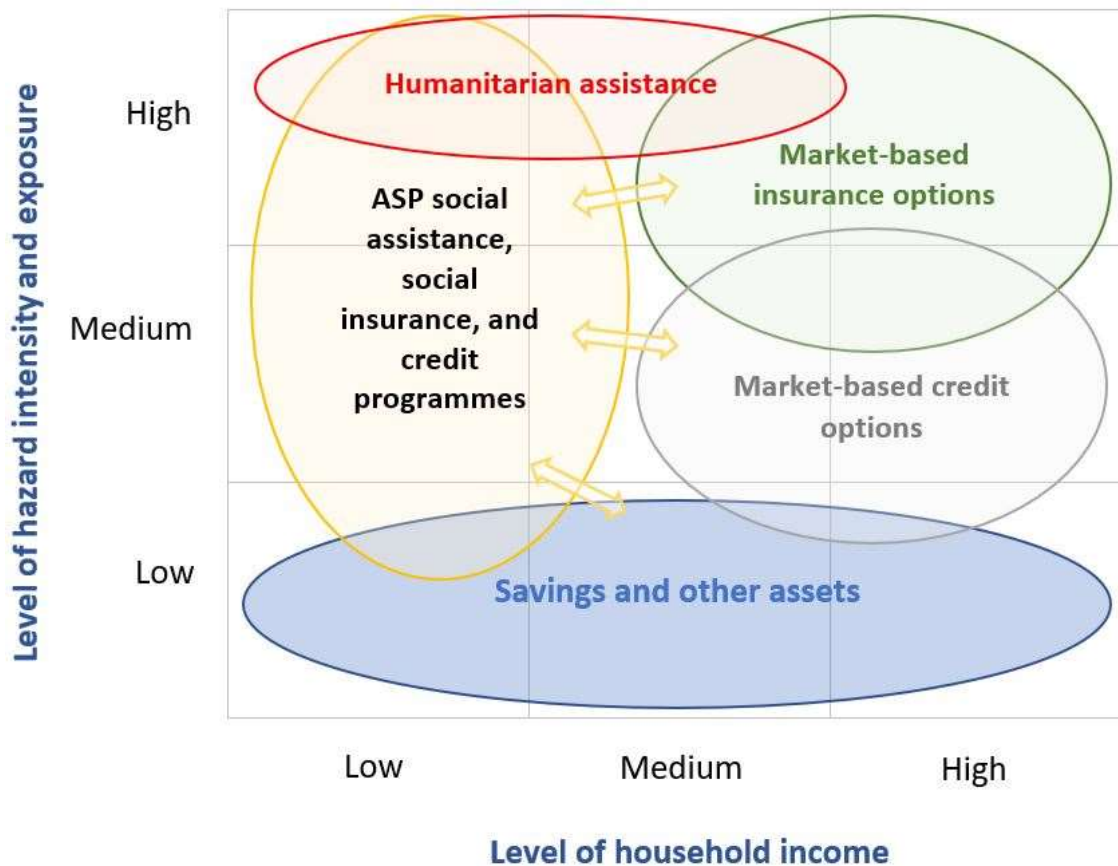 Level of hazard intensity and exposure
High
Medium
Low
Humanitarian assistance
Market-based
insurance options
ASP social
assistance,
social
insurance, and
credit
programmes
Market-based credit
options
Savings and other assets
Low
Medium
High
Level of household income